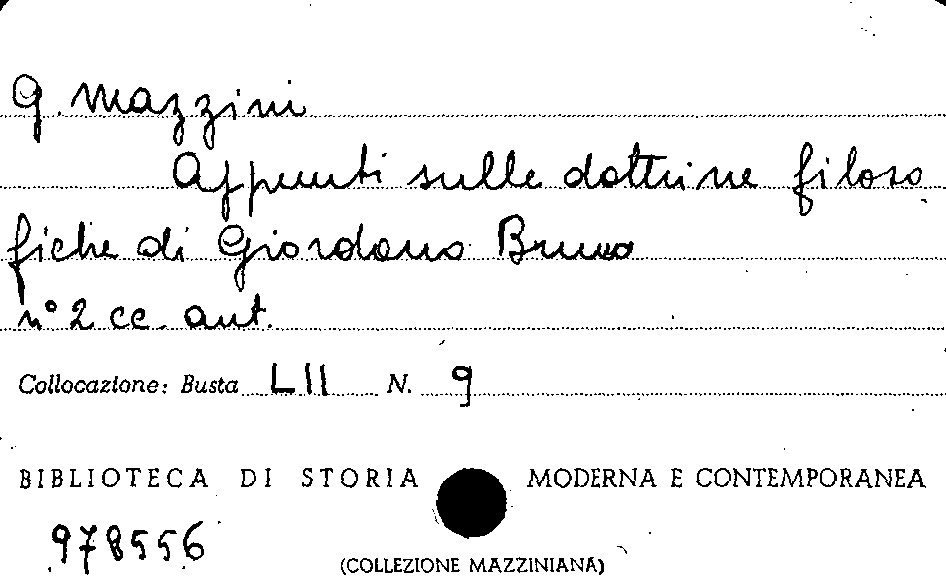 G. Mazzini
Appunti sulle dottrine filoso
fiche di Giordano Bruno
n° 2 cc. aut.
Collocazione: Busta LII N. 9
BIBLIOTECA DI STORIA MODERNA E CONTEMPORANEA
978556
(COLLEZIONE MAZZINIANA)